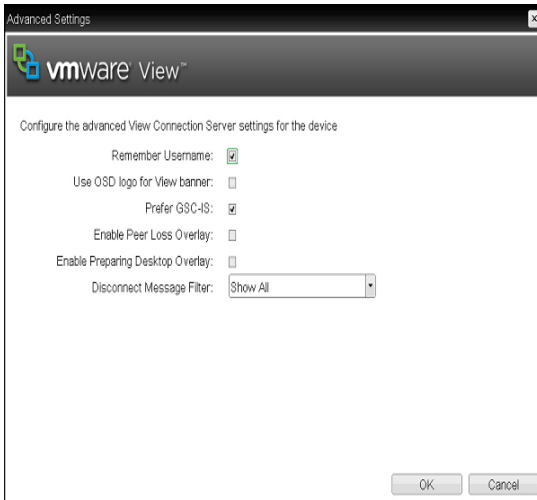 Advanced Settings
vmware View™
Configure the advanced View Connection Server settings for the device
Remember Username:
Use OSD logo for View banner:
Prefer GSC-IS:
Enable Peer Loss Overlay:
Enable Preparing Desktop Overlay:
Disconnect Message Filter: Show All
OK Cancel